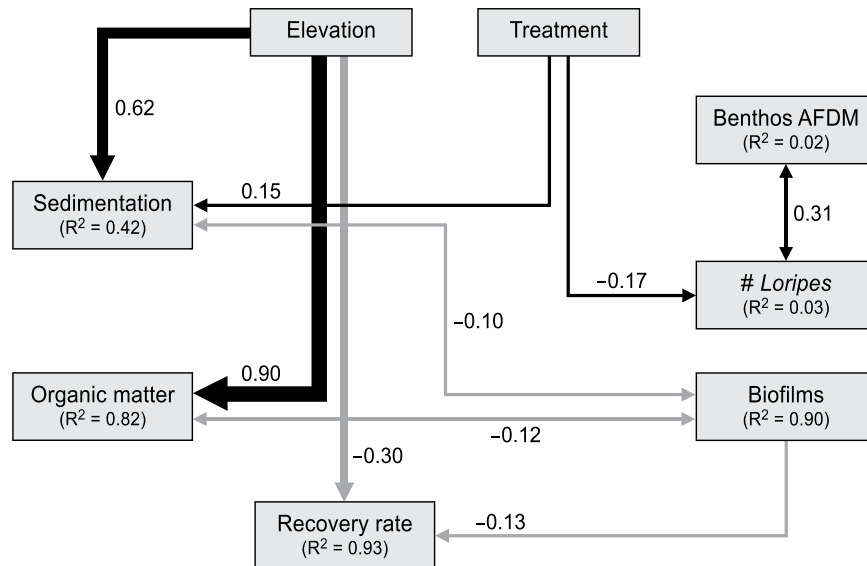 Elevation
Treatment
0.62
Benthos AFDM
(R² = 0.02)
Sedimentation
(R² = 0.42)
0.15
0.31
# Loripes
(R² = 0.03)
–0.17
–0.10
Organic matter
(R² = 0.82)
0.90
Biofilms
(R² = 0.90)
–0.12
–0.30
Recovery rate
(R² = 0.93)
–0.13